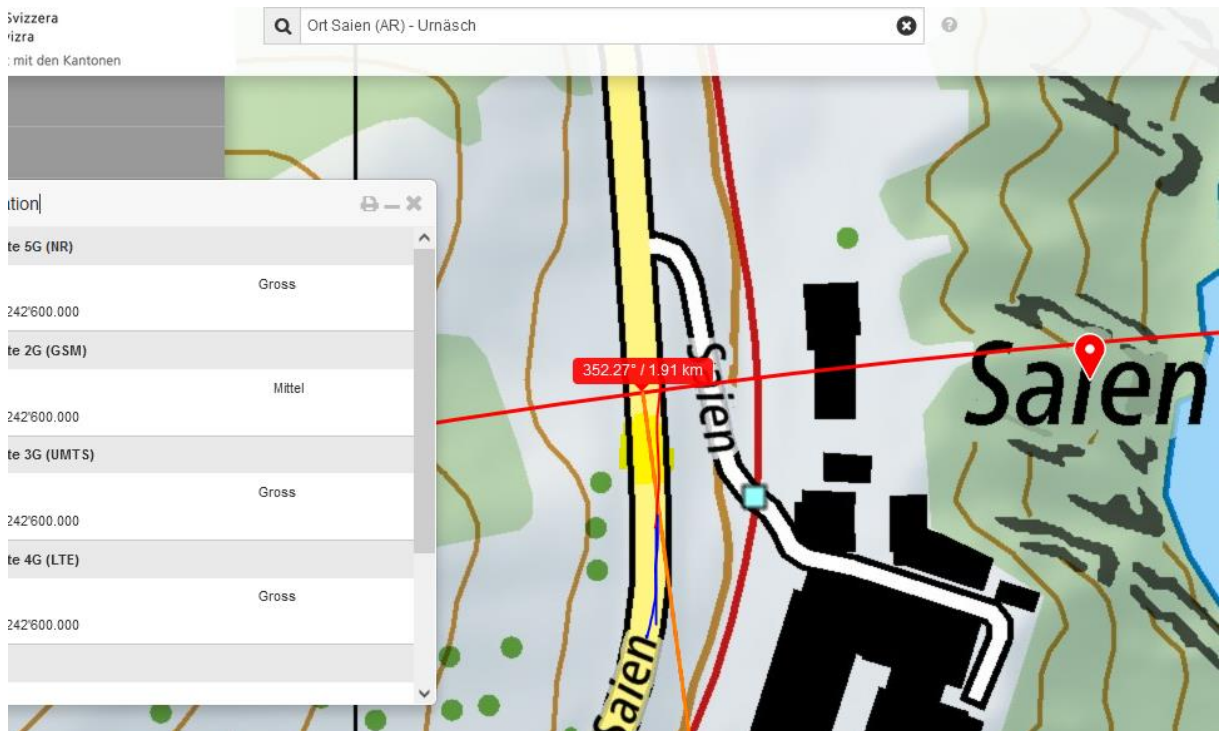 Svizzera
vizra
: mit den Kantonen
Ort Saien (AR) - Urnäsch
tion
te 5G (NR)
Gross
242'600.000
te 2G (GSM)
Mittel
242'600.000
te 3G (UMTS)
Gross
242'600.000
te 4G (LTE)
Gross
242'600.000
352.27° / 1.91 km
Saien
Saien
Saien